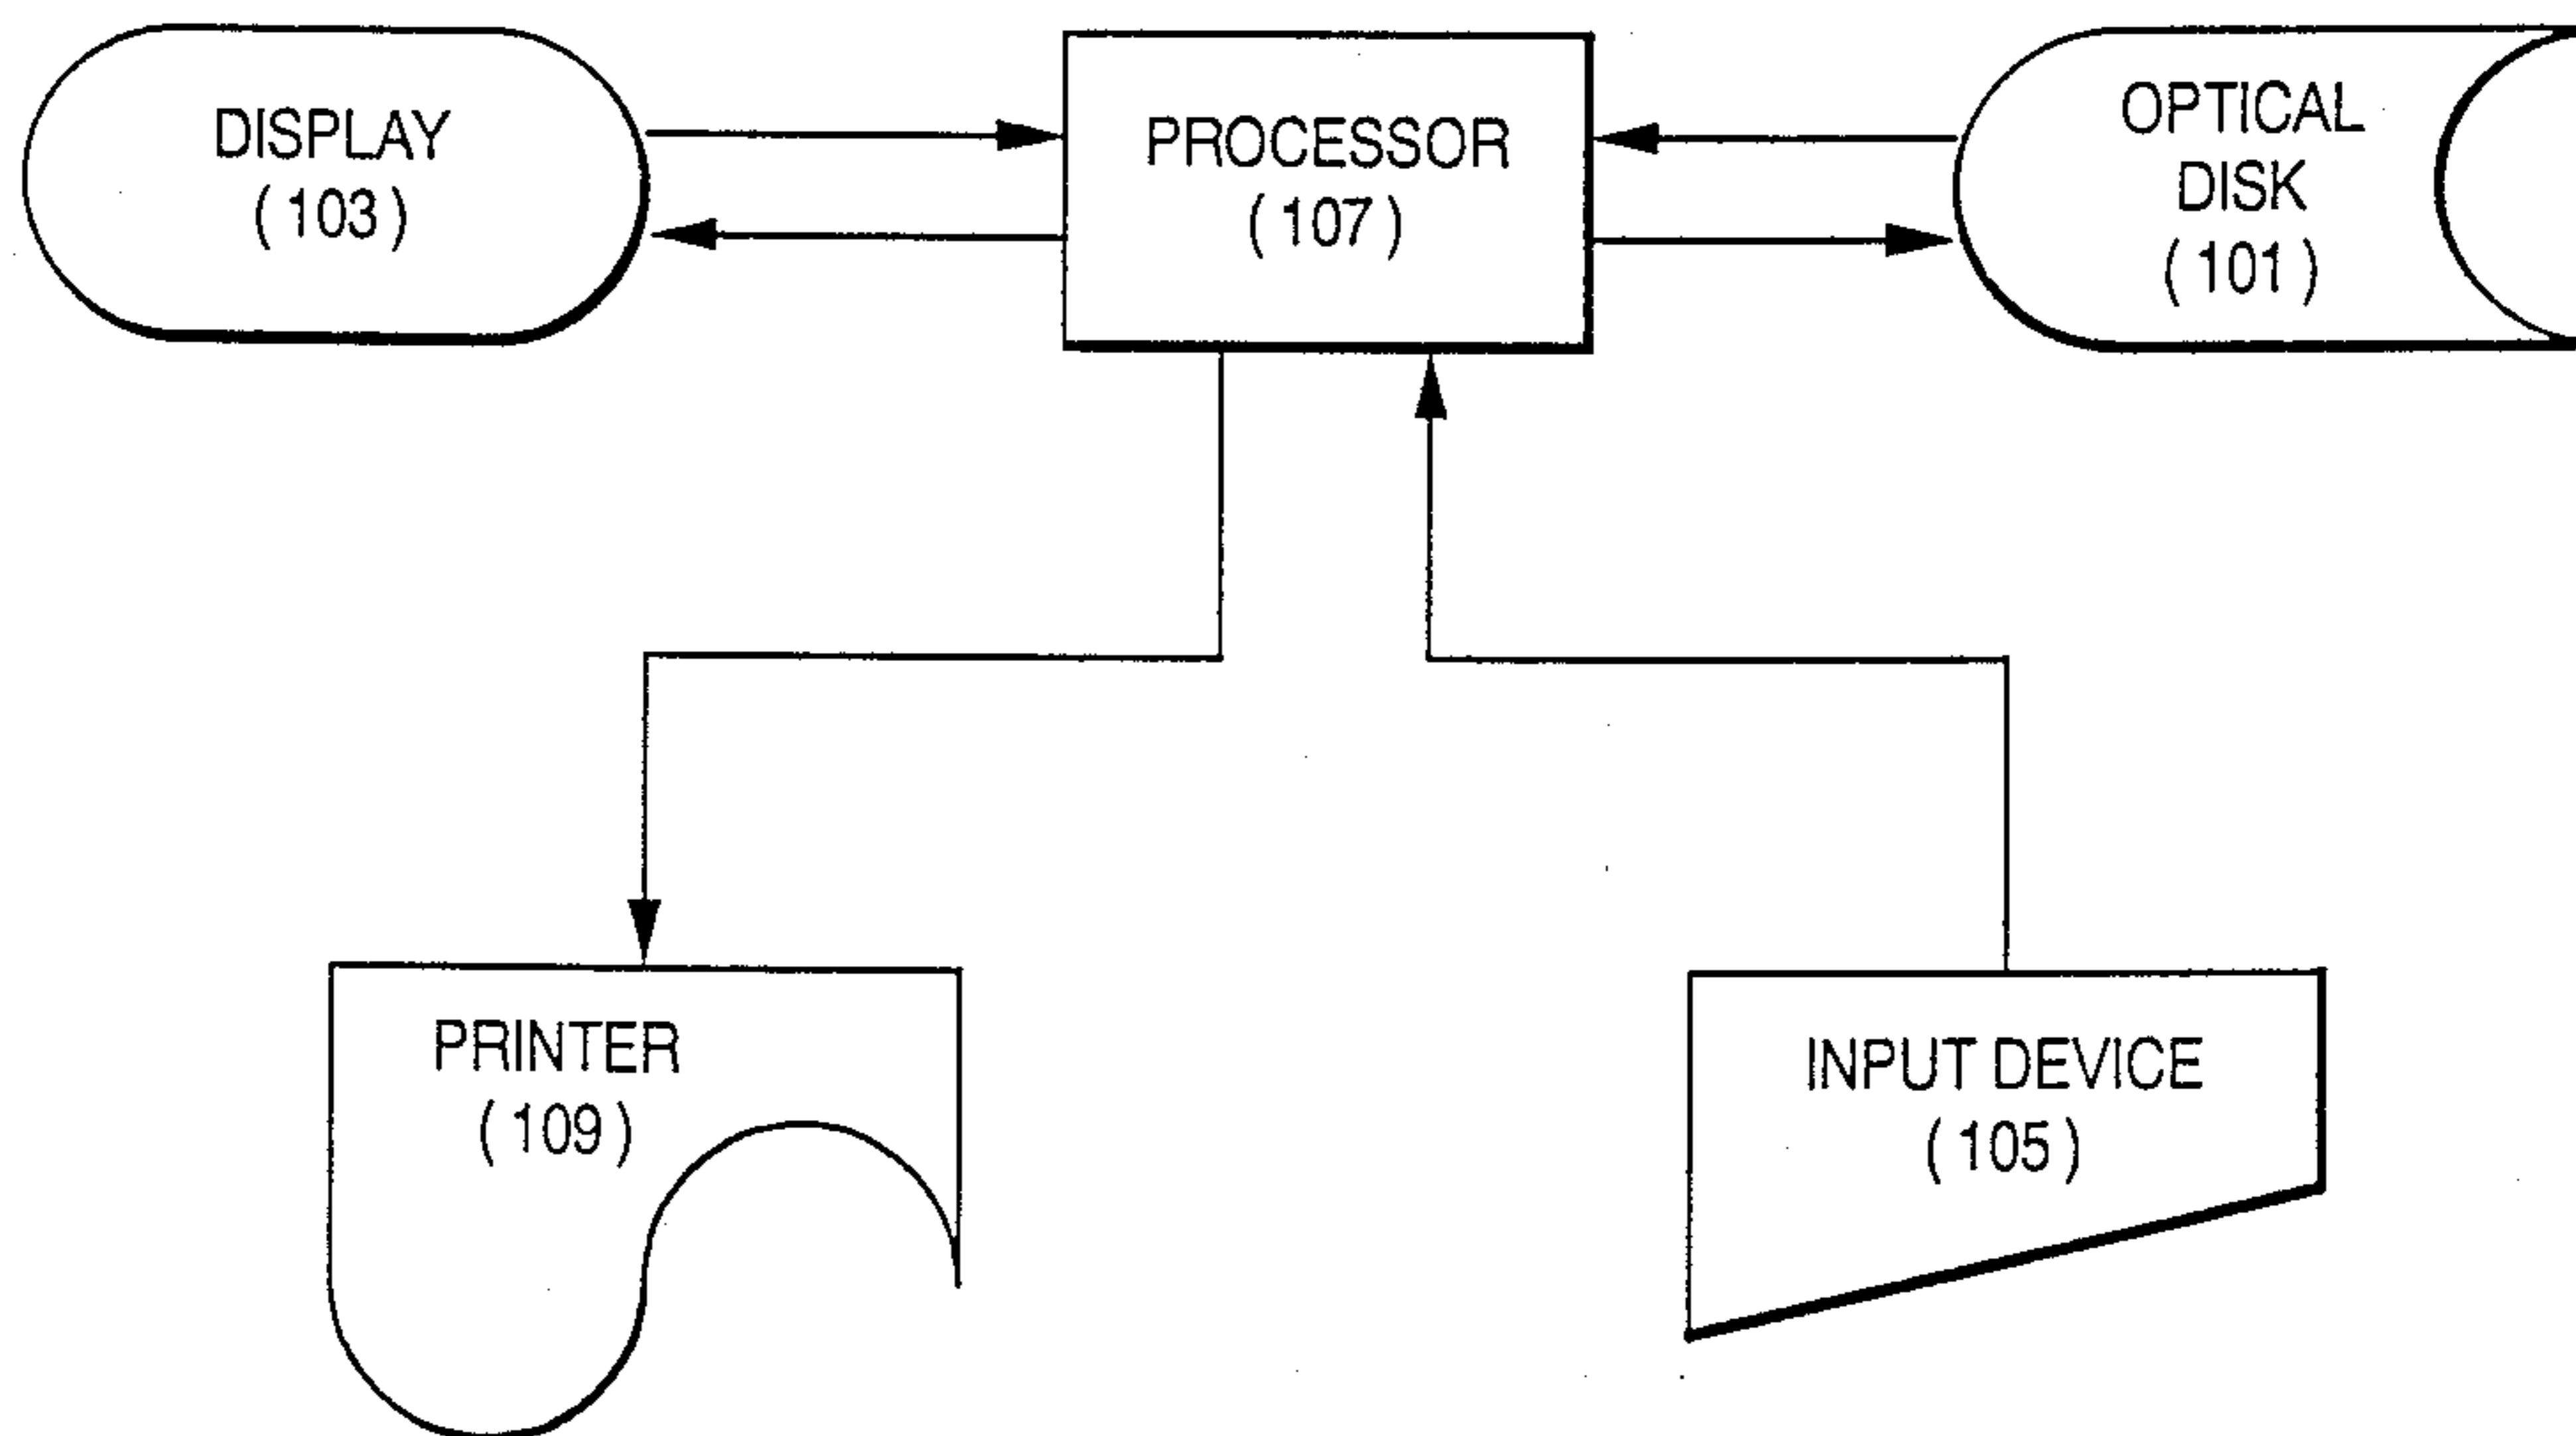 DISPLAY
( 103 )
PROCESSOR
( 107 )
OPTICAL
DISK
( 101 )
PRINTER
( 109 )
INPUT DEVICE
( 105 )